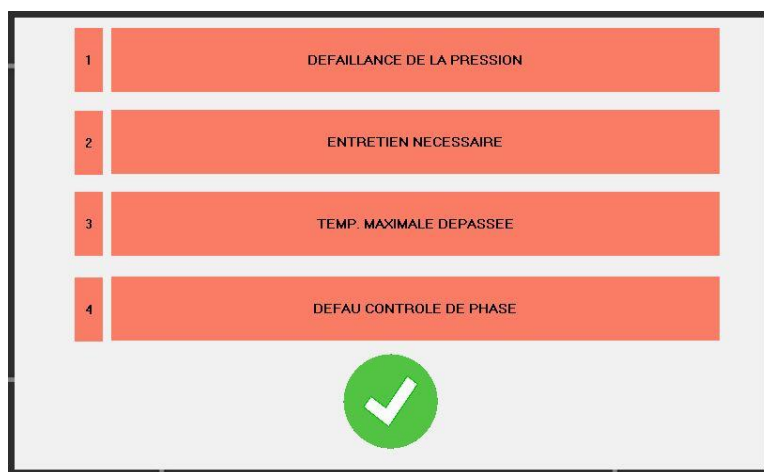 1 DEFAILLANCE DE LA PRESSION
2 ENTRETIEN NECESSAIRE
3 TEMP. MAXIMALE DEPASSEE
4 DEFAU CONTROLE DE PHASE